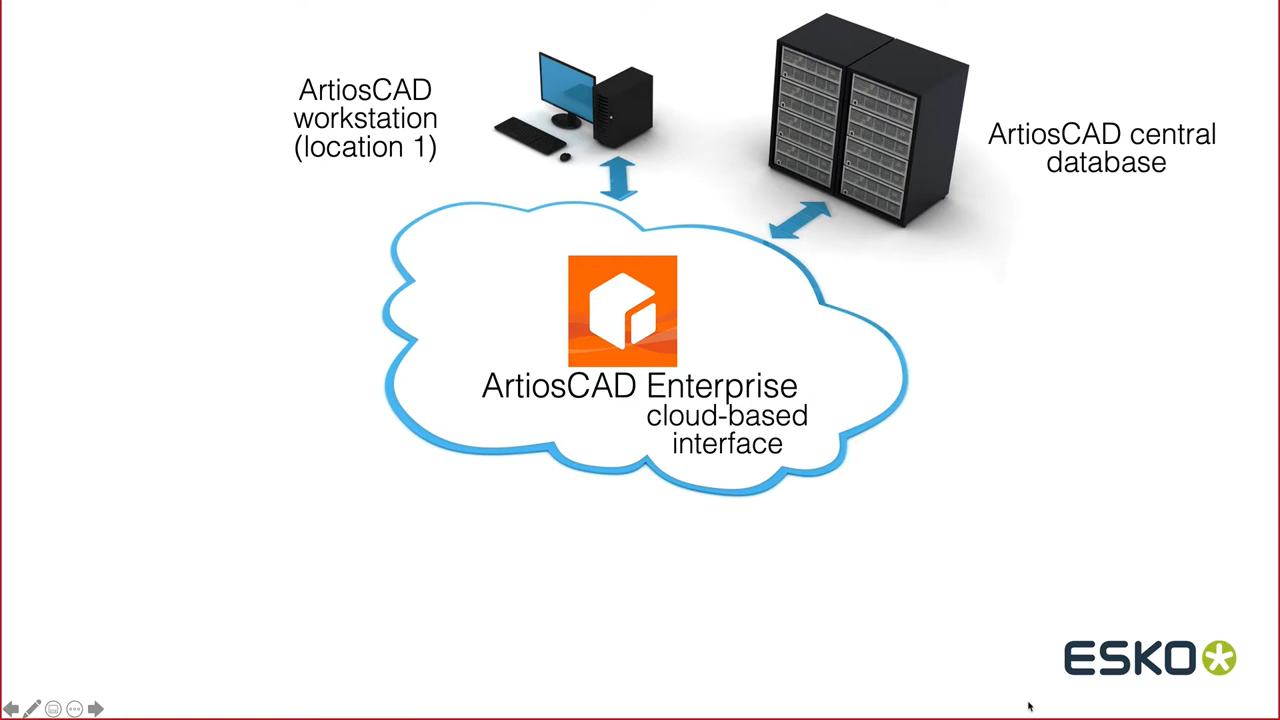 ArtiosCAD
workstation
(location 1)
ArtiosCAD central
database
ArtiosCAD Enterprise
cloud-based
interface
ESKO